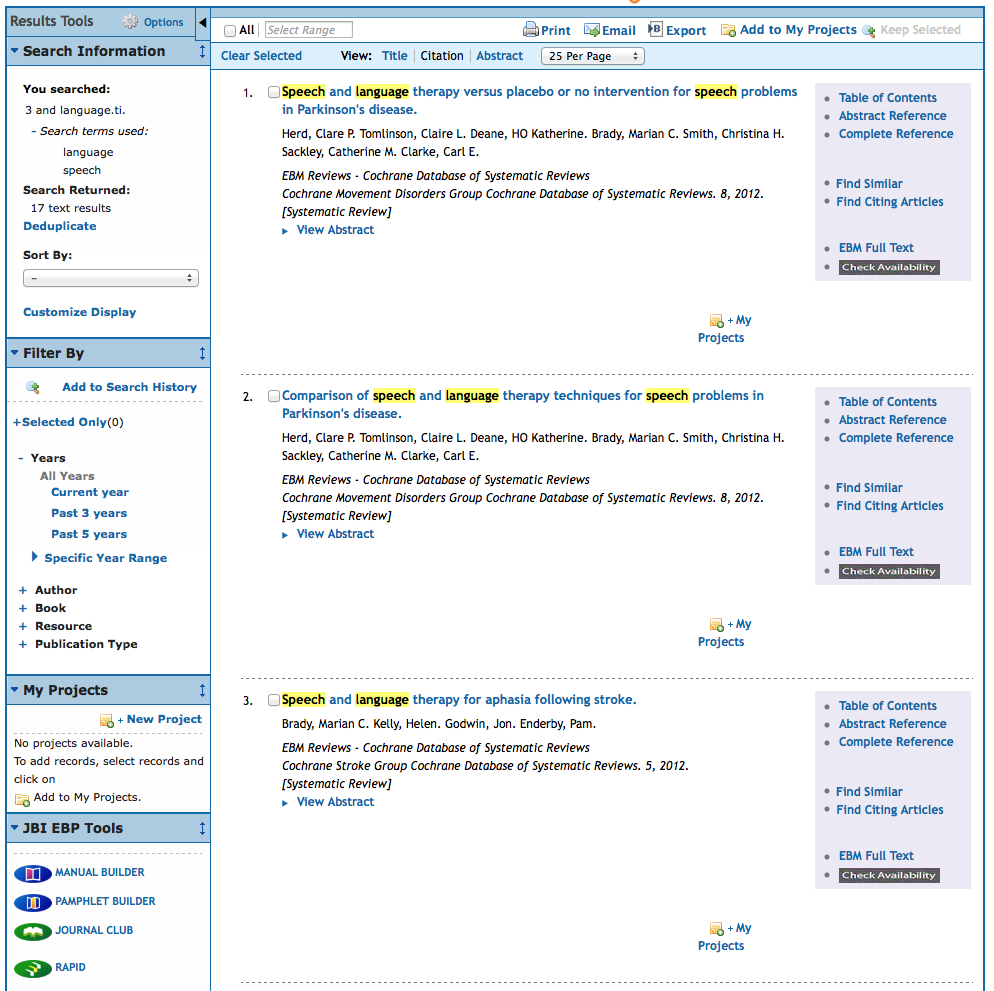 Results Tools
Options
Search Information
You searched:
3 and language.ti.
- Search terms used:
language
speech
Search Returned:
17 text results
Deduplicate
Sort By:
-
Customize Display
Filter By
Add to Search History
+Selected Only(0)
- Years
All Years
Current year
Past 3 years
Past 5 years
Specific Year Range
+ Author
+ Book
+ Resource
+ Publication Type
My Projects
+ New Project
No projects available.
To add records, select records and
click on
Add to My Projects.
JBI EBP Tools
MANUAL BUILDER
PAMPHLET BUILDER
JOURNAL CLUB
RAPID
All Select Range Print Email Export Add to My Projects Keep Selected
Clear Selected View: Title | Citation | Abstract 25 Per Page
1. Speech and language therapy versus placebo or no intervention for speech problems
in Parkinson's disease.
Herd, Clare P. Tomlinson, Claire L. Deane, HO Katherine. Brady, Marian C. Smith, Christina H.
Sackley, Catherine M. Clarke, Carl E.
EBM Reviews - Cochrane Database of Systematic Reviews
Cochrane Movement Disorders Group Cochrane Database of Systematic Reviews. 8, 2012.
[Systematic Review]
View Abstract
Table of Contents
Abstract Reference
Complete Reference
Find Similar
Find Citing Articles
EBM Full Text
Check Availability
+ My
Projects
2. Comparison of speech and language therapy techniques for speech problems in
Parkinson's disease.
Herd, Clare P. Tomlinson, Claire L. Deane, HO Katherine. Brady, Marian C. Smith, Christina H.
Sackley, Catherine M. Clarke, Carl E.
EBM Reviews - Cochrane Database of Systematic Reviews
Cochrane Movement Disorders Group Cochrane Database of Systematic Reviews. 8, 2012.
[Systematic Review]
View Abstract
Table of Contents
Abstract Reference
Complete Reference
Find Similar
Find Citing Articles
EBM Full Text
Check Availability
+ My
Projects
3. Speech and language therapy for aphasia following stroke.
Brady, Marian C. Kelly, Helen. Godwin, Jon. Enderby, Pam.
EBM Reviews - Cochrane Database of Systematic Reviews
Cochrane Stroke Group Cochrane Database of Systematic Reviews. 5, 2012.
[Systematic Review]
View Abstract
Table of Contents
Abstract Reference
Complete Reference
Find Similar
Find Citing Articles
EBM Full Text
Check Availability
+ My
Projects